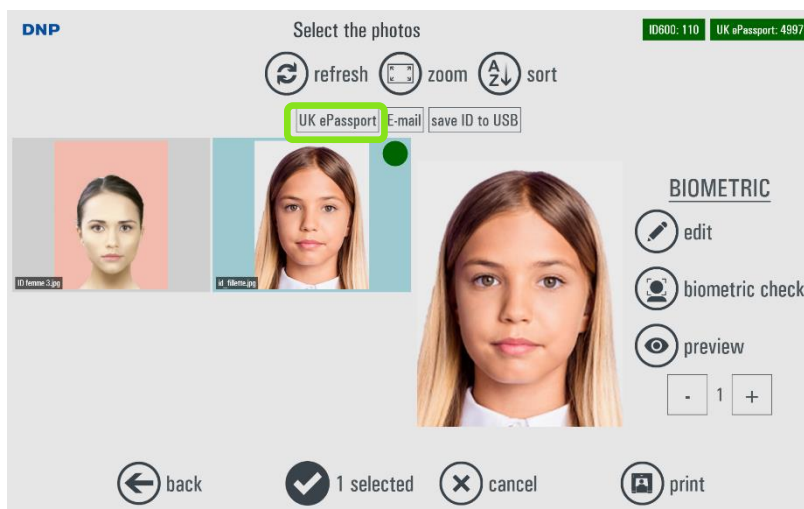 DNP
Select the photos
ID600: 110
UK ePassport: 4997
refresh
zoom
A
Z
sort
UK ePassport
E-mail
save ID to USB
ID femme 3.jpg
id_fillette.jpg
BIOMETRIC
edit
biometric check
preview
- 1 +
back
1 selected
cancel
print